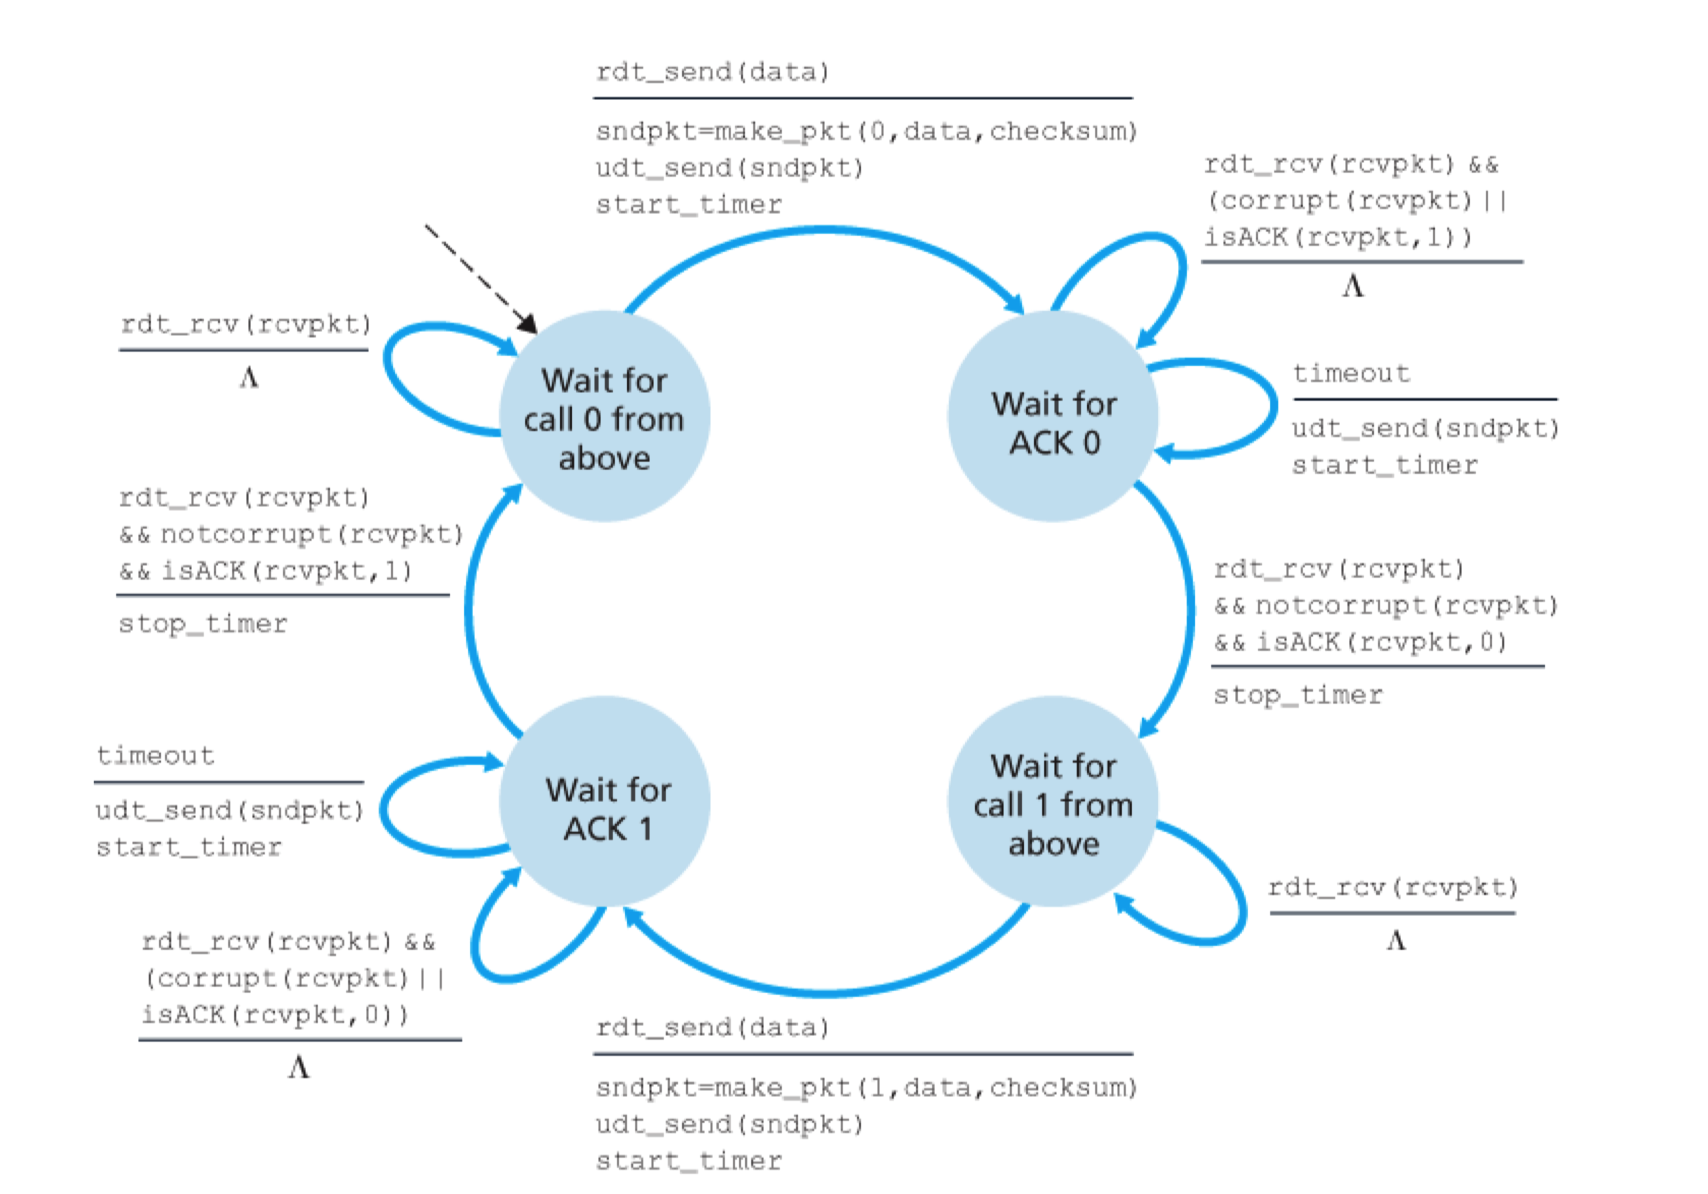 rdt_send(data)
sndpkt=make_pkt(0,data,checksum)
udt_send(sndpkt)
start_timer
rdt_rcv(rcvpkt) &&
(corrupt(rcvpkt)||
isACK(rcvpkt,1))
Λ
rdt_rcv(rcvpkt)
Λ
Wait for
call 0 from
above
Wait for
ACK 0
timeout
udt_send(sndpkt)
start_timer
rdt_rcv(rcvpkt)
&& notcorrupt(rcvpkt)
&& isACK(rcvpkt,1)
stop_timer
rdt_rcv(rcvpkt)
&& notcorrupt(rcvpkt)
&& isACK(rcvpkt,0)
stop_timer
timeout
udt_send(sndpkt)
start_timer
Wait for
ACK 1
Wait for
call 1 from
above
rdt_rcv(rcvpkt)
Λ
rdt_rcv(rcvpkt) &&
(corrupt(rcvpkt)||
isACK(rcvpkt,0))
Λ
rdt_send(data)
sndpkt=make_pkt(1,data,checksum)
udt_send(sndpkt)
start_timer